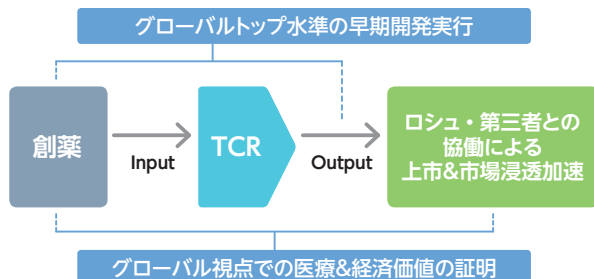 グローバルトップ水準の早期開発実行
創薬
Input
TCR
Output
ロシュ・第三者との
協働による
上市&市場浸透加速
グローバル視点での医療&経済価値の証明